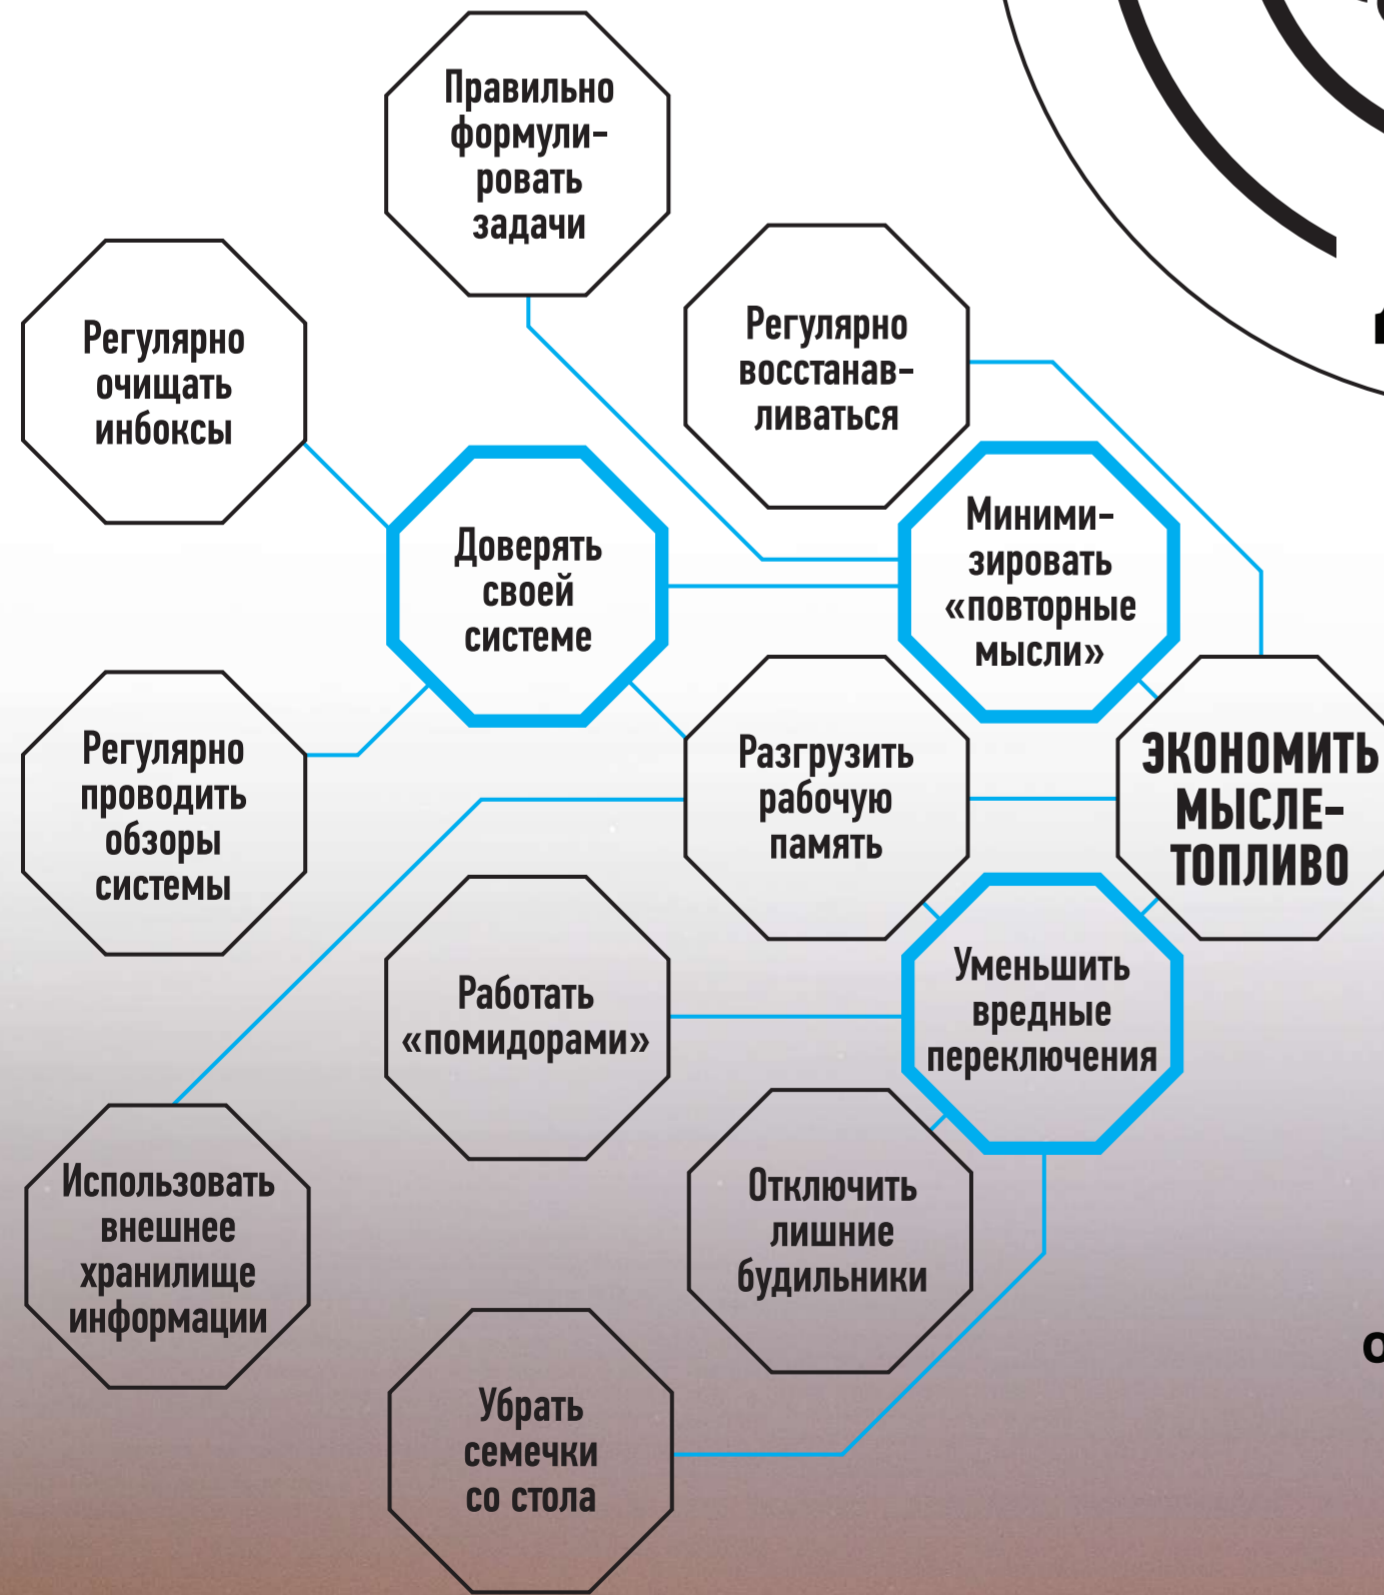 Правильно
формули-
ровать
задачи
Регулярно
очищать
инбоксы
Регулярно
восстанав-
ливаться
Доверять
своей
системе
Миними-
зировать
«повторные
мысли»
Регулярно
проводить
обзоры
системы
Разгрузить
рабочую
память
ЭКОНОМИТЬ
МЫСЛЕ-
ТОПЛИВО
Работать
«помидорами»
Уменьшить
вредные
переключения
Использовать
внешнее
хранилище
информации
Отключить
лишние
будильники
Убрать
семечки
со стола